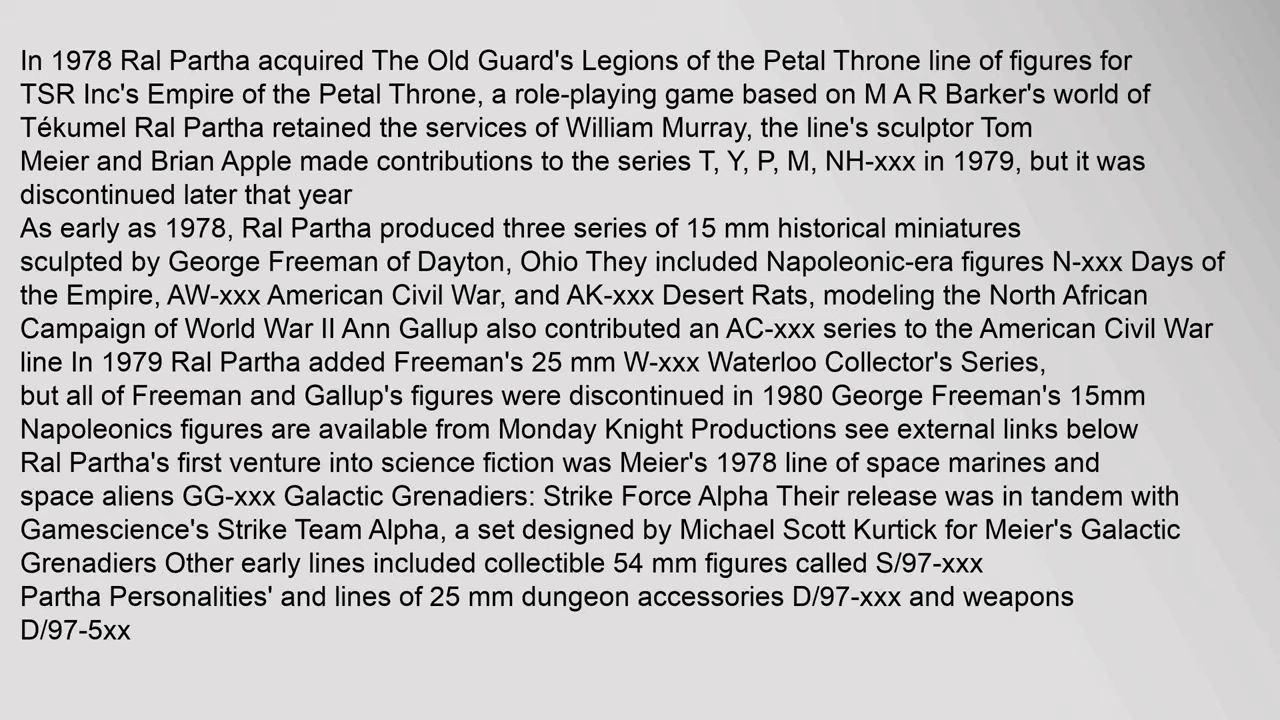 In 1978 Ral Partha acquired The Old Guard's Legions of the Petal Throne line of figures for
TSR Inc's Empire of the Petal Throne, a role-playing game based on M A R Barker's world of
Tékumel Ral Partha retained the services of William Murray, the line's sculptor Tom
Meier and Brian Apple made contributions to the series T, Y, P, M, NH-xxx in 1979, but it was
discontinued later that year
As early as 1978, Ral Partha produced three series of 15 mm historical miniatures
sculpted by George Freeman of Dayton, Ohio They included Napoleonic-era figures N-xxx Days of
the Empire, AW-xxx American Civil War, and AK-xxx Desert Rats, modeling the North African
Campaign of World War II Ann Gallup also contributed an AC-xxx series to the American Civil War
line In 1979 Ral Partha added Freeman's 25 mm W-xxx Waterloo Collector's Series,
but all of Freeman and Gallup's figures were discontinued in 1980 George Freeman's 15mm
Napoleonics figures are available from Monday Knight Productions see external links below
Ral Partha's first venture into science fiction was Meier's 1978 line of space marines and
space aliens GG-xxx Galactic Grenadiers: Strike Force Alpha Their release was in tandem with
Gamescience's Strike Team Alpha, a set designed by Michael Scott Kurtick for Meier's Galactic
Grenadiers Other early lines included collectible 54 mm figures called S/97-xxx
Partha Personalities' and lines of 25 mm dungeon accessories D/97-xxx and weapons
D/97-5xx